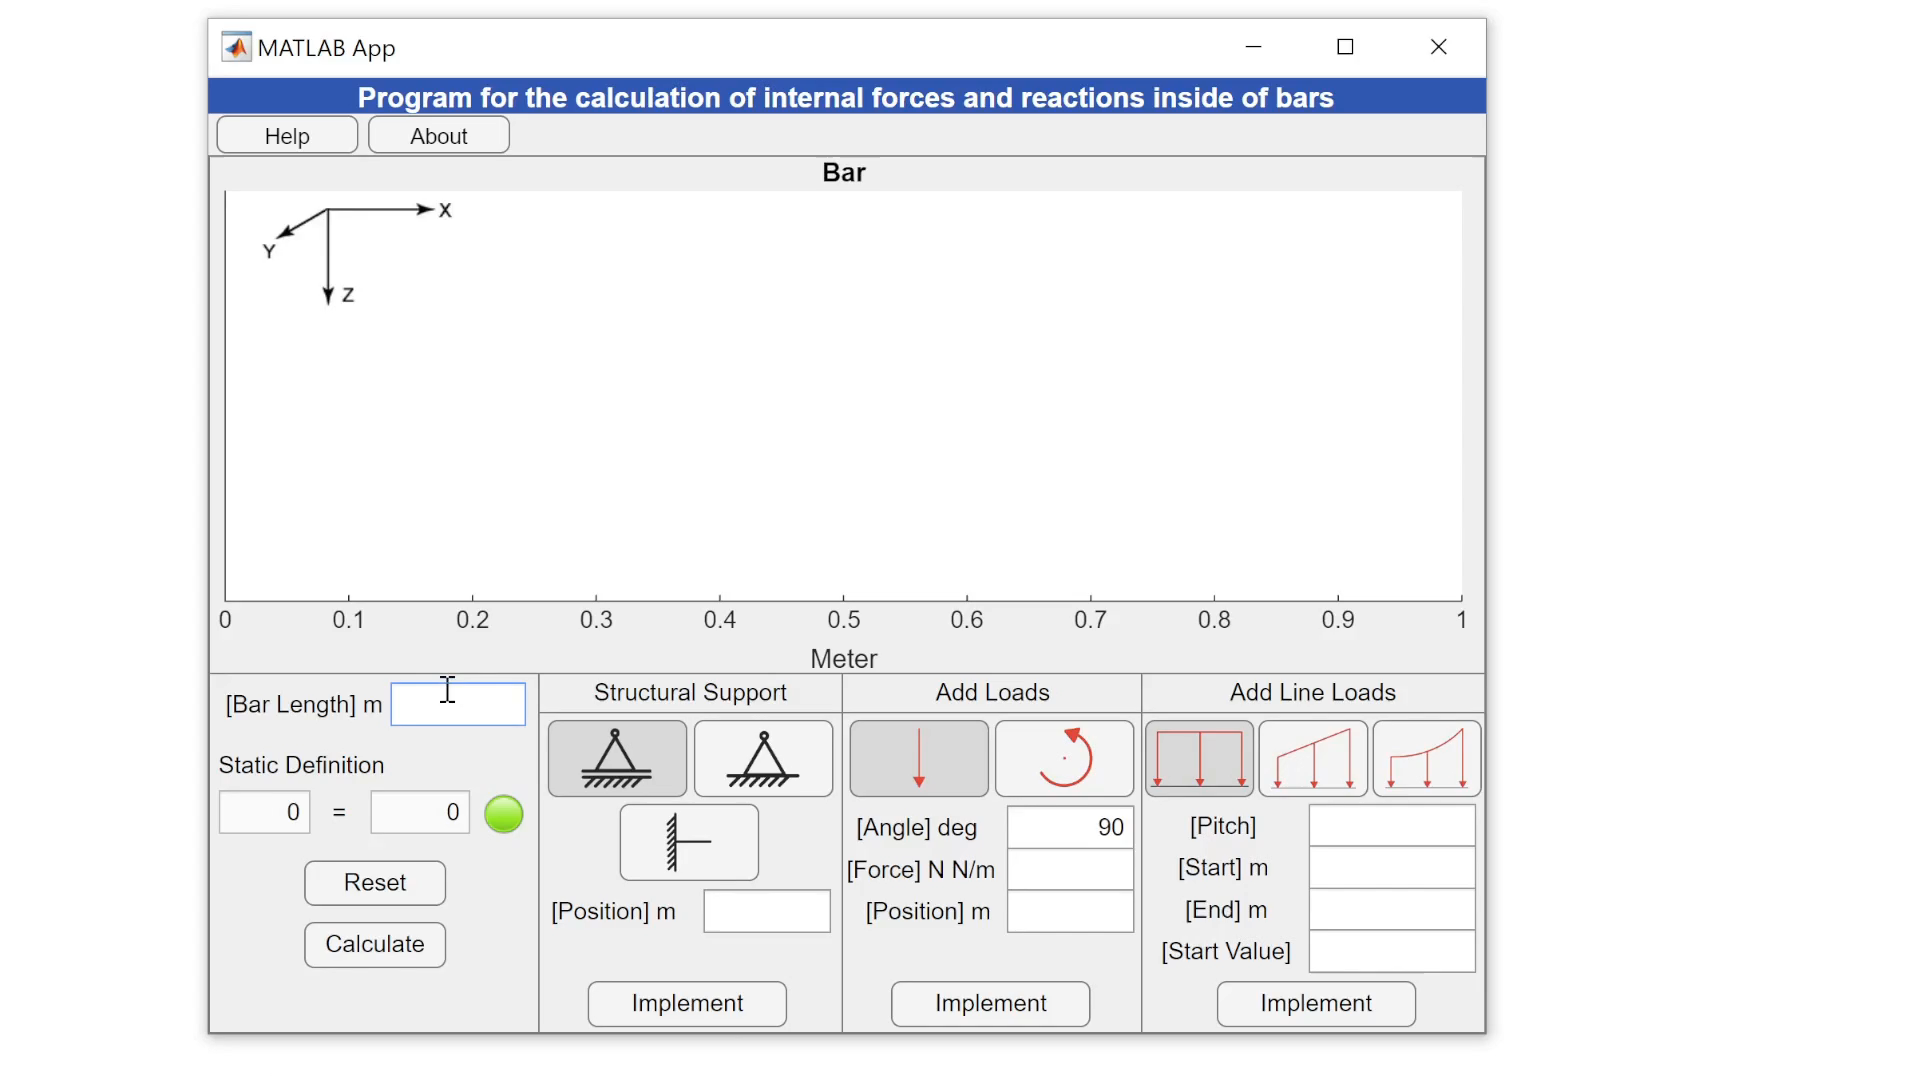 MATLAB App
Program for the calculation of internal forces and reactions inside of bars
Help About
Bar
X
Y
Z
0 0.1 0.2 0.3 0.4 0.5 0.6 0.7 0.8 0.9 1
Meter
[Bar Length] m
Static Definition
0 = 0
Reset
Calculate
Structural Support
[Position] m
Implement
Add Loads
[Angle] deg 90
[Force] N N/m
[Position] m
Implement
Add Line Loads
[Pitch]
[Start] m
[End] m
[Start Value]
Implement